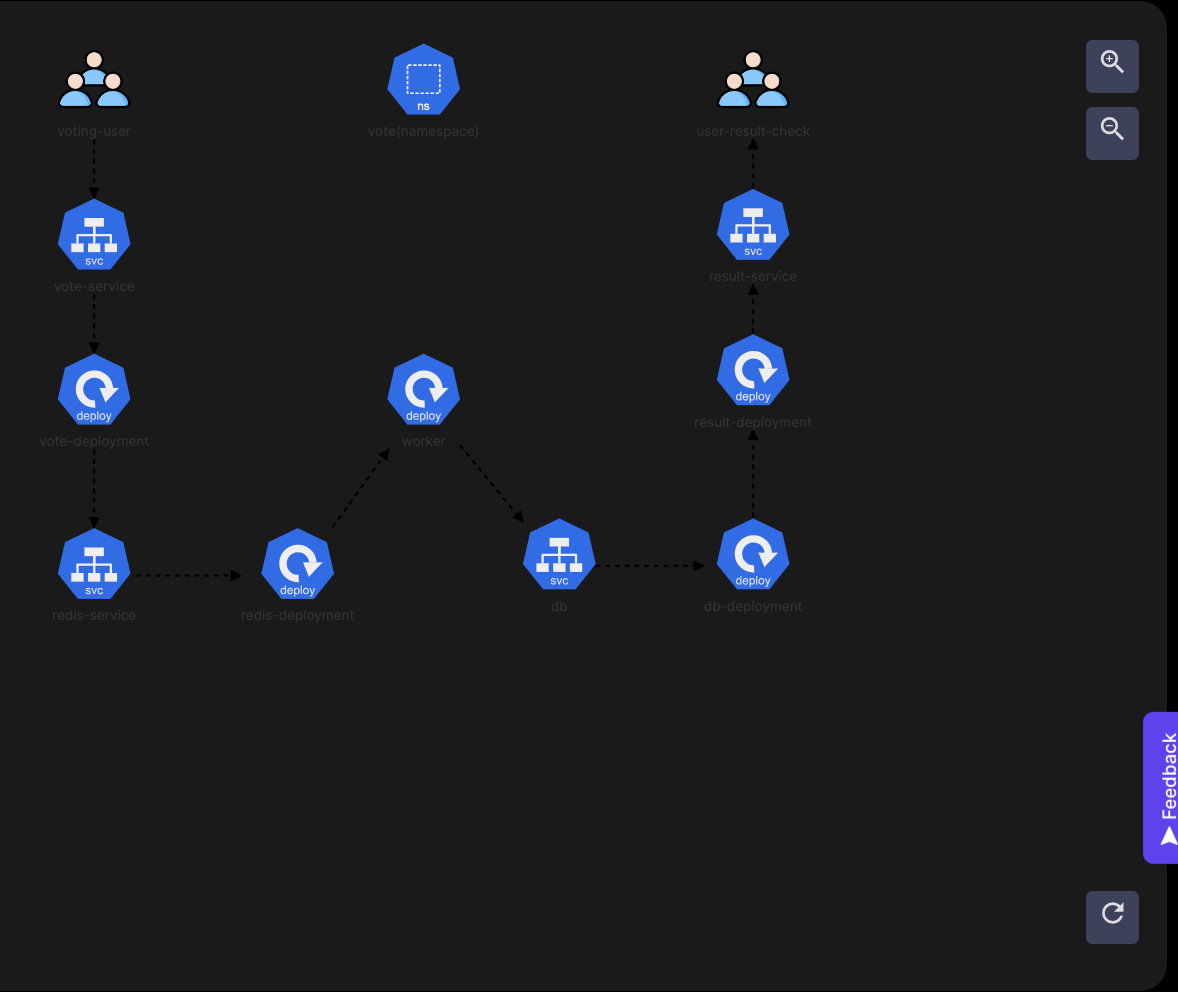 voting-user
ns
vote(namespace)
user-result-check
svc
vote-service
svc
result-service
deploy
vote-deployment
deploy
worker
deploy
result-deployment
svc
redis-service
deploy
redis-deployment
svc
db
deploy
db-deployment
Feedback